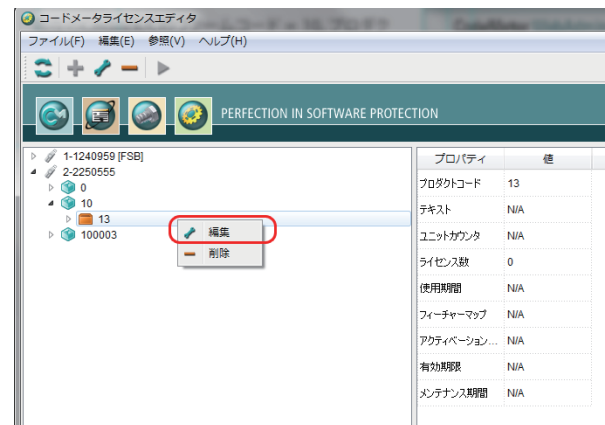 コードメータライセンスエディタ
ファイル(F) 編集(E) 参照(V) ヘルプ(H)
PERFECTION IN SOFTWARE PROTECTION
1-1240959 [FSB]
2-2250555
0
10
13
100003
編集
削除
プロパティ 値
プロダクトコード 13
テキスト N/A
ユニットカウンタ N/A
ライセンス数 0
使用期間 N/A
フィーチャーマップ N/A
アクティベーション... N/A
有効期限 N/A
メンテナンス期間 N/A